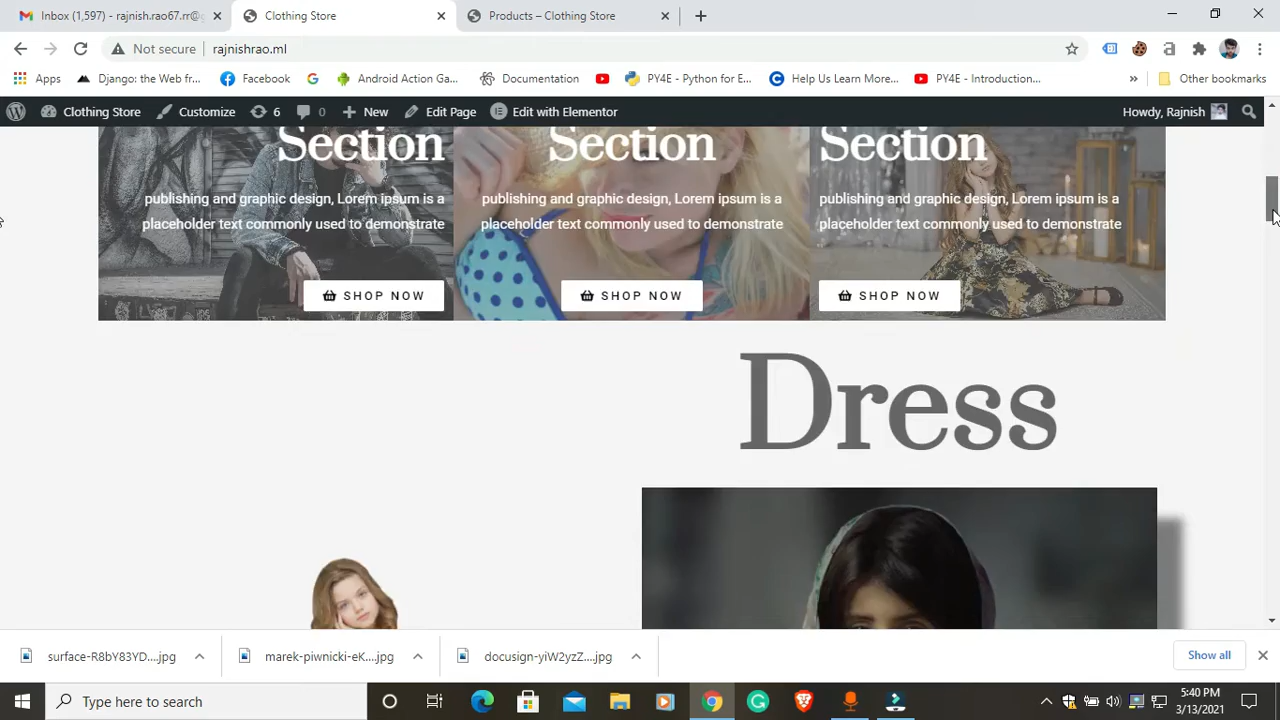 Inbox (1,597) - rajnish.rao67.rr@g
Clothing Store
Products – Clothing Store
Not secure
rajnishrao.ml
Apps
Django: the Web fr...
Facebook
Android Action Ga...
Documentation
PY4E - Python for E...
Help Us Learn More...
PY4E - Introduction...
»
Other bookmarks
Clothing Store
Customize
6
0
New
Edit Page
Edit with Elementor
Howdy, Rajnish
Section
publishing and graphic design, Lorem ipsum is a
placeholder text commonly used to demonstrate
SHOP NOW
Section
publishing and graphic design, Lorem ipsum is a
placeholder text commonly used to demonstrate
SHOP NOW
Section
publishing and graphic design, Lorem ipsum is a
placeholder text commonly used to demonstrate
SHOP NOW
Dress
surface-R8bY83YD....jpg
marek-piwnicki-eK....jpg
docusign-yiW2yzZ....jpg
Show all
Type here to search
5:40 PM
3/13/2021